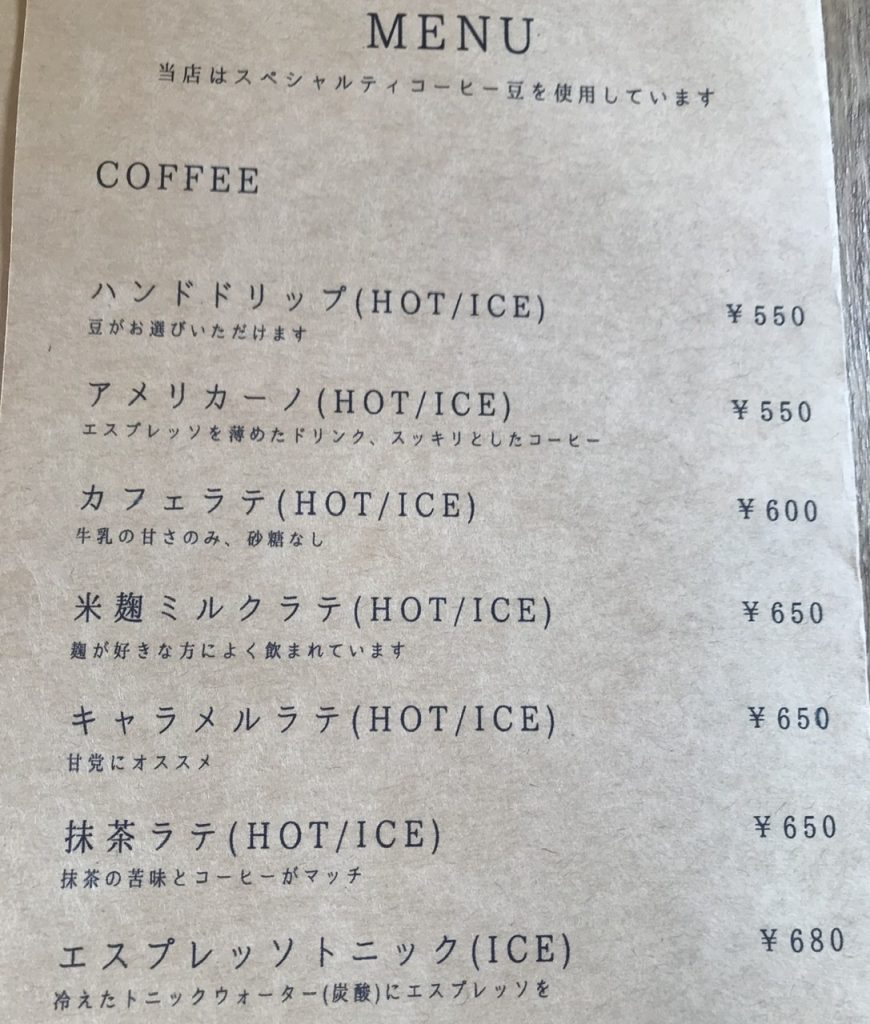 MENU
当店はスペシャルティコーヒー豆を使用しています
COFFEE
ハンドドリップ(HOT/ICE) ¥550
豆がお選びいただけます
アメリカーノ(HOT/ICE) ¥550
エスプレッソを薄めたドリンク、スッキリとしたコーヒー
カフェラテ(HOT/ICE) ¥600
牛乳の甘さのみ、砂糖なし
米麹ミルクラテ(HOT/ICE) ¥650
麹が好きな方によく飲まれています
キャラメルラテ(HOT/ICE) ¥650
甘党にオススメ
抹茶ラテ(HOT/ICE) ¥650
抹茶の苦味とコーヒーがマッチ
エスプレッソトニック(ICE) ¥680
冷えたトニックウォーター(炭酸)にエスプレッソを